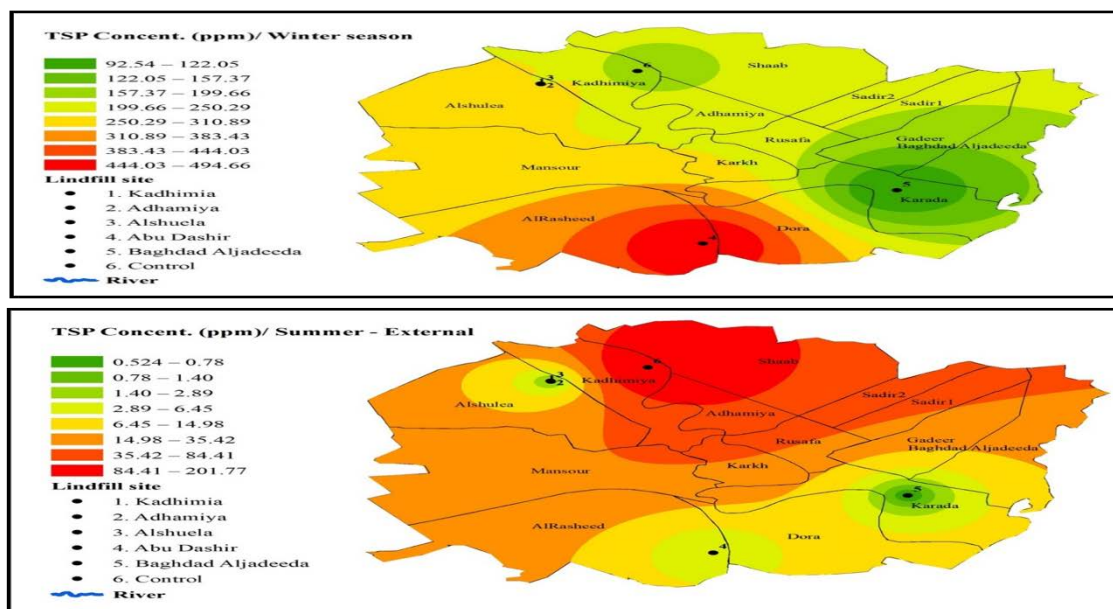 TSP Concent. (ppm)/ Winter season
92.54 – 122.05
122.05 – 157.37
157.37 – 199.66
199.66 – 250.29
250.29 – 310.89
310.89 – 383.43
383.43 – 444.03
444.03 – 494.66
Lindfill site
1. Kadhimia
2. Adhamiya
3. Alshuela
4. Abu Dashir
5. Baghdad Aljadeeda
6. Control
River
6
Shaab
3
Kadhimiya
2
Alshulea
Sadir2
Sadir1
Adhamiya
Rusafa
Gadeer
Baghdad Aljadeeda
Karkh
Mansour
5
Karada
AlRasheed
Dora
4
TSP Concent. (ppm)/ Summer - External
0.524 – 0.78
0.78 – 1.40
1.40 – 2.89
2.89 – 6.45
6.45 – 14.98
14.98 – 35.42
35.42 – 84.41
84.41 – 201.77
Lindfill site
1. Kadhimia
2. Adhamiya
3. Alshuela
4. Abu Dashir
5. Baghdad Aljadeeda
6. Control
River
6
Shaab
3
Kadhimiya
2
Alshulea
Sadir2
Sadir1
Adhamiya
Rusafa
Gadeer
Baghdad Aljadeeda
Karkh
Mansour
5
Karada
AlRasheed
Dora
4